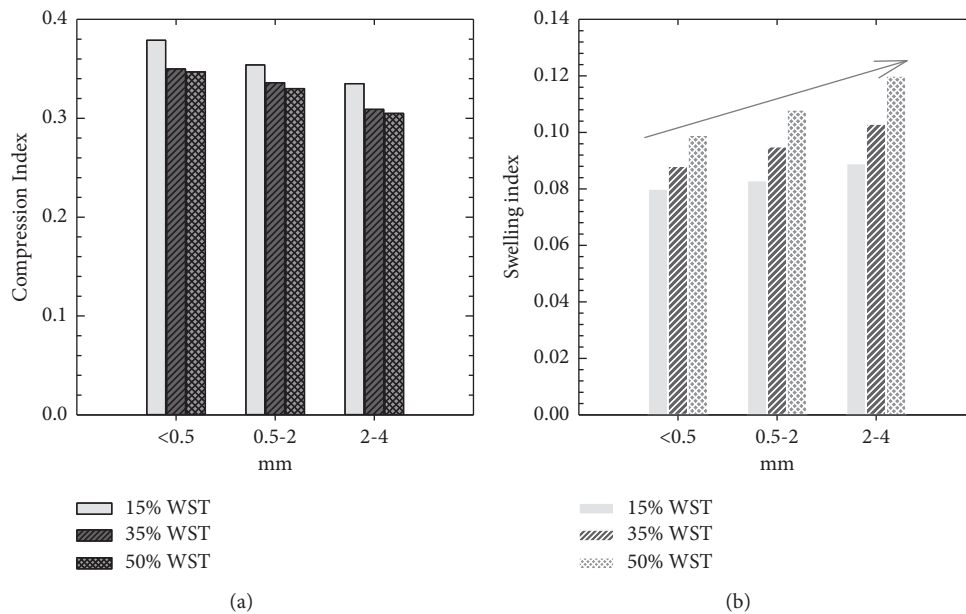 0.4
0.3
0.2
0.1
0.0
Compression Index
<0.5
0.5-2
2-4
mm
15% WST
35% WST
50% WST
(a)
0.14
0.12
0.10
0.08
0.06
0.04
0.02
0.00
Swelling index
<0.5
0.5-2
2-4
mm
15% WST
35% WST
50% WST
(b)